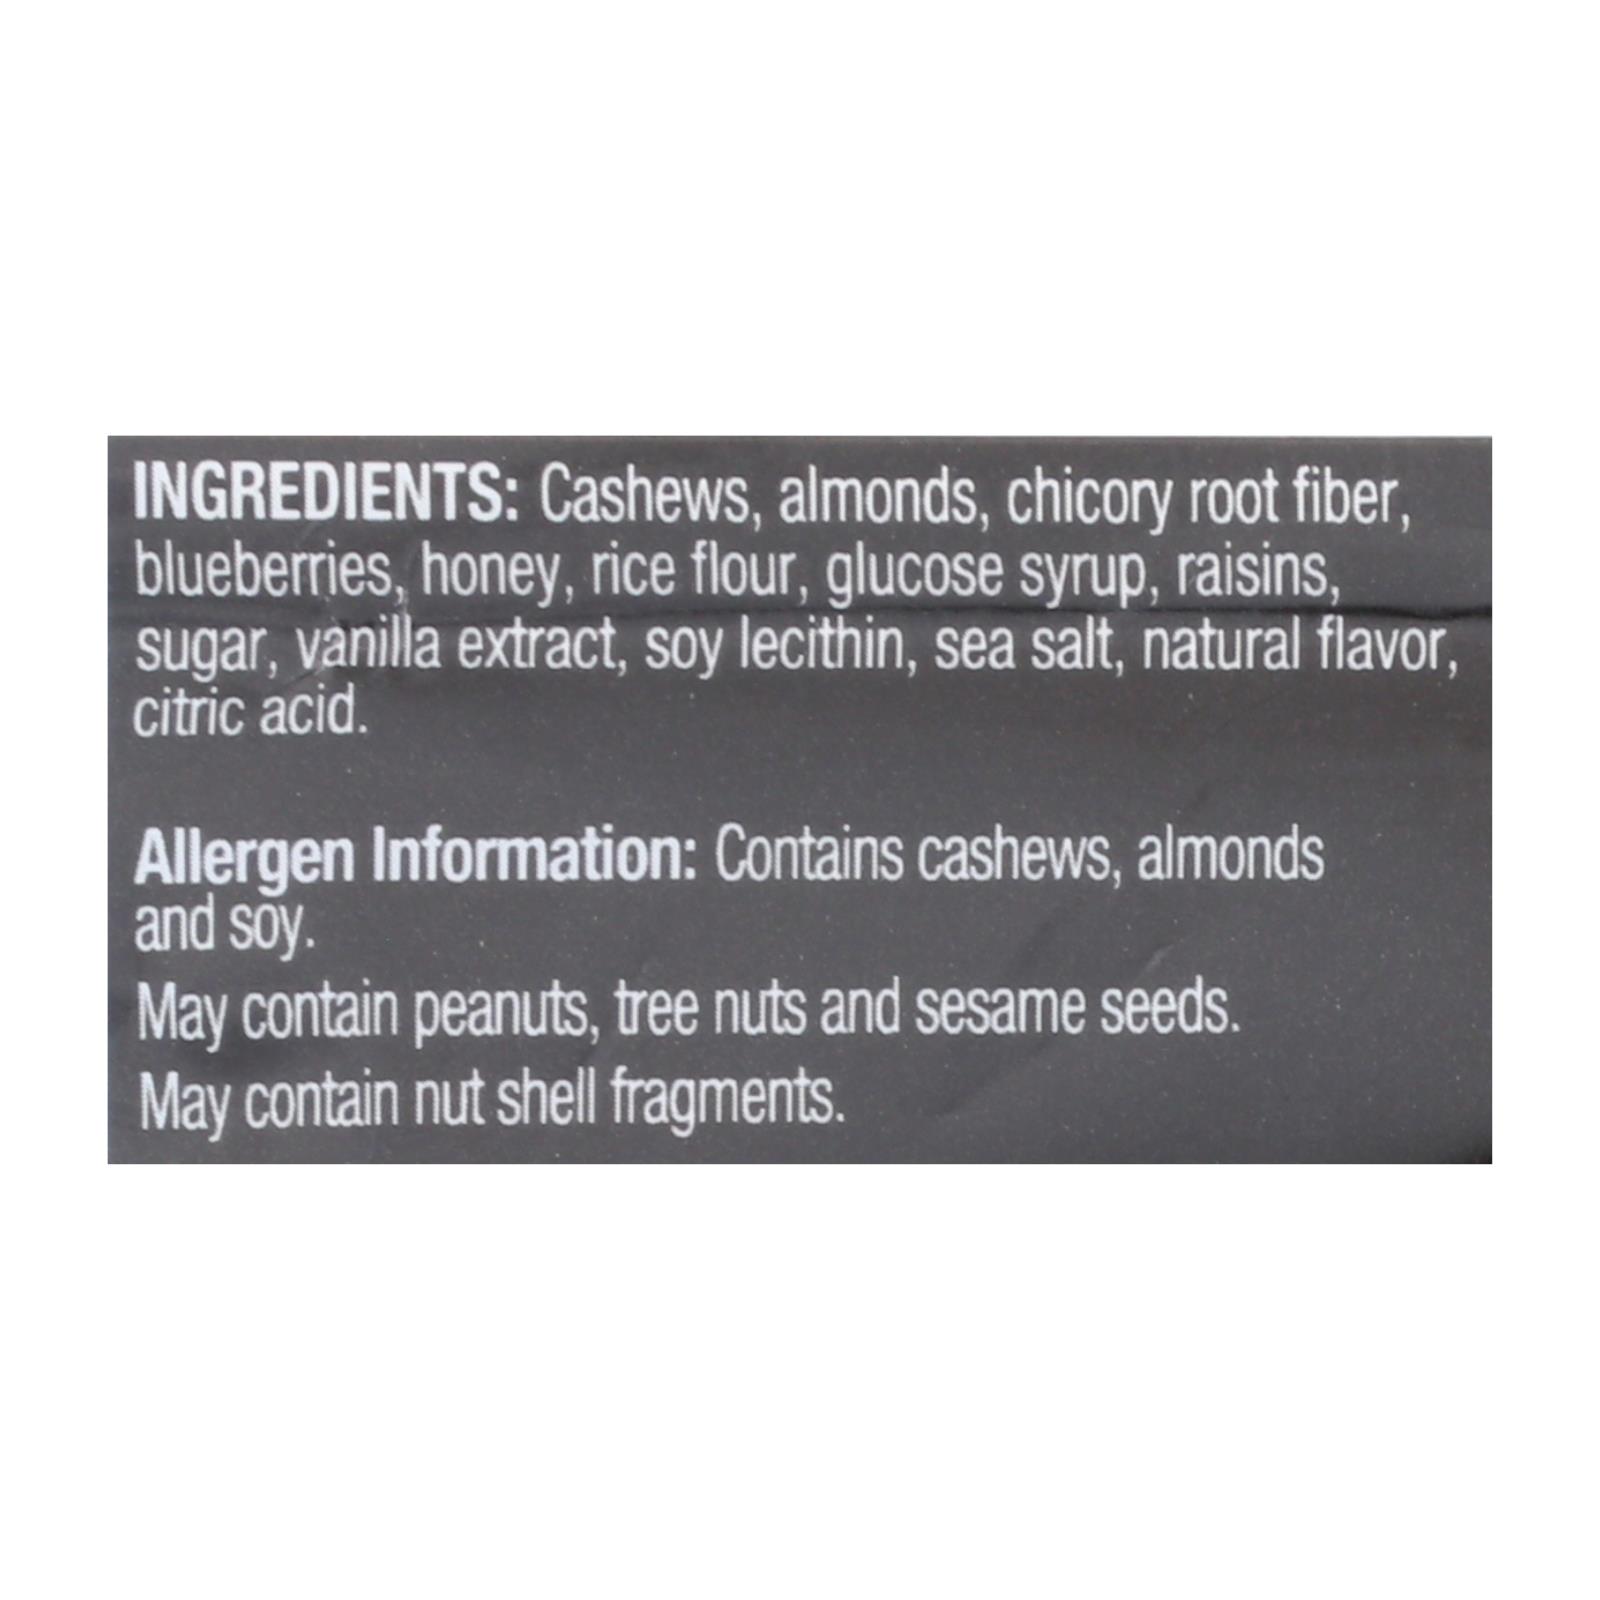 INGREDIENTS: Cashews, almonds, chicory root fiber,
blueberries, honey, rice flour, glucose syrup, raisins,
sugar, vanilla extract, soy lecithin, sea salt, natural flavor,
citric acid.
Allergen Information: Contains cashews, almonds
and soy.
May contain peanuts, tree nuts and sesame seeds.
May contain nut shell fragments.